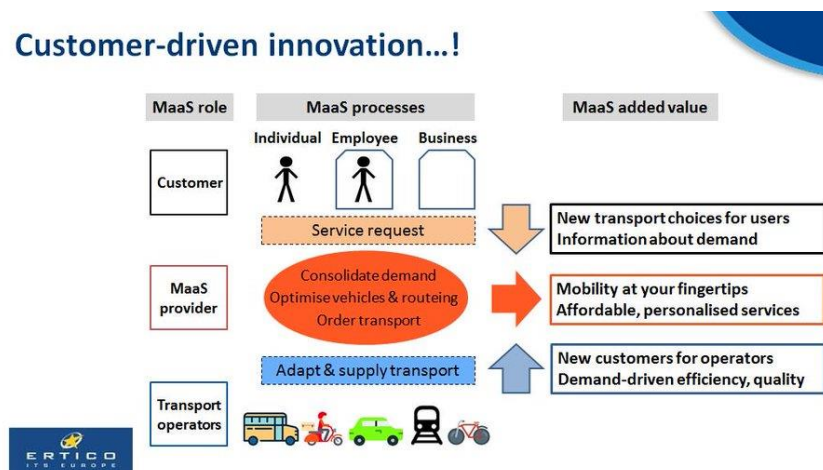 Customer-driven innovation...!
MaaS role
MaaS processes
MaaS added value
Individual
Employee
Business
Customer
Service request
New transport choices for users
Information about demand
MaaS
provider
Consolidate demand
Optimise vehicles & routeing
Order transport
Mobility at your fingertips
Affordable, personalised services
Adapt & supply transport
New customers for operators
Demand-driven efficiency, quality
Transport
operators
ERTICO
ITS EUROPE